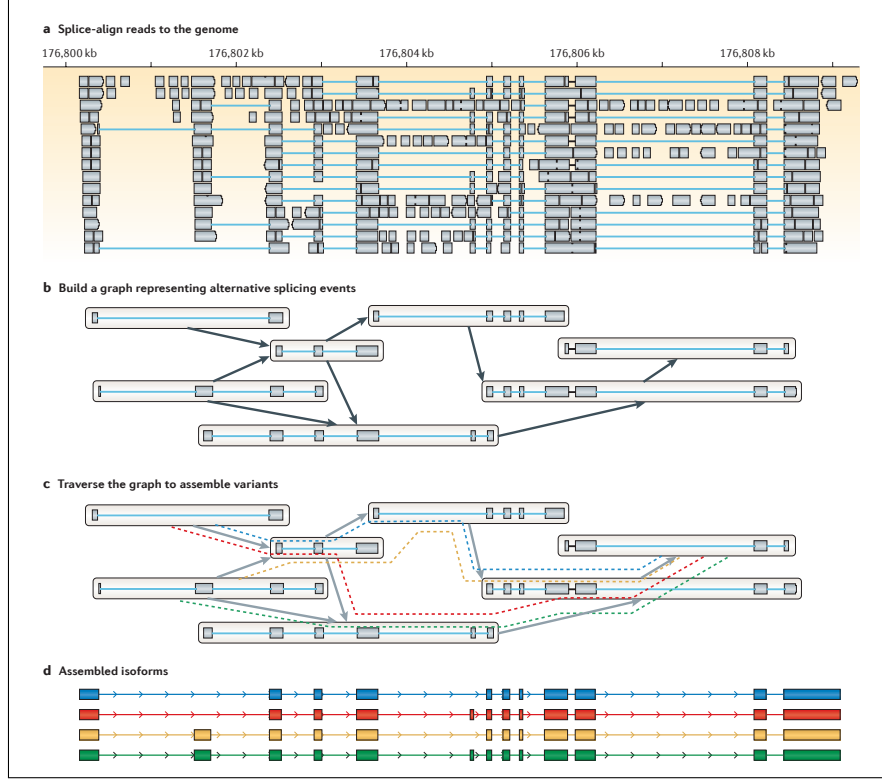 a Splice-align reads to the genome
176,800 kb 176,802 kb 176,804 kb 176,806 kb 176,808 kb
b Build a graph representing alternative splicing events
c Traverse the graph to assemble variants
d Assembled isoforms